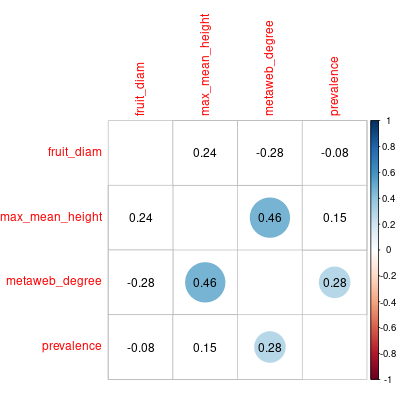 fruit_diam
max_mean_height
metaweb_degree
prevalence
fruit_diam 0.24 -0.28 -0.08
max_mean_height 0.24 0.46 0.15
metaweb_degree -0.28 0.46 0.28
prevalence -0.08 0.15 0.28
1
0.8
0.6
0.4
0.2
0
-0.2
-0.4
-0.6
-0.8
-1